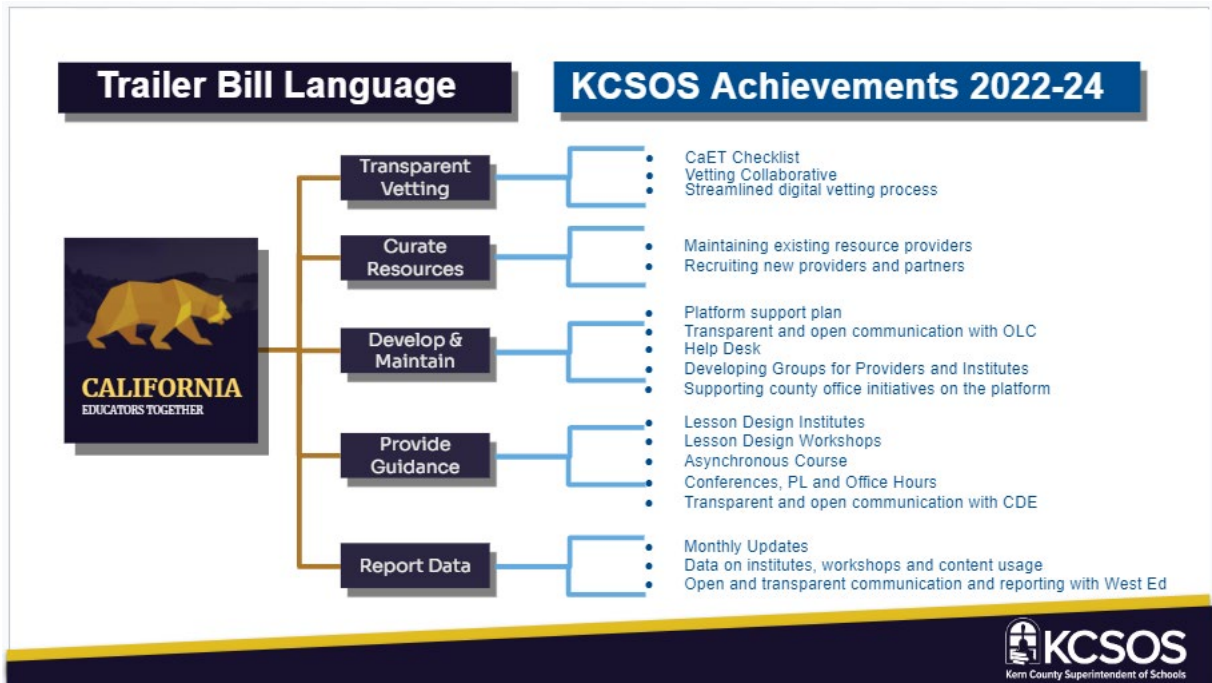 Trailer Bill Language
KCSOS Achievements 2022-24
CALIFORNIA
EDUCATORS TOGETHER
Transparent
Vetting
• CaET Checklist
• Vetting Collaborative
• Streamlined digital vetting process
Curate
Resources
• Maintaining existing resource providers
• Recruiting new providers and partners
Develop &
Maintain
• Platform support plan
• Transparent and open communication with OLC
• Help Desk
• Developing Groups for Providers and Institutes
• Supporting county office initiatives on the platform
Provide
Guidance
• Lesson Design Institutes
• Lesson Design Workshops
• Asynchronous Course
• Conferences, PL and Office Hours
• Transparent and open communication with CDE
Report Data
• Monthly Updates
• Data on institutes, workshops and content usage
• Open and transparent communication and reporting with West Ed
KCSOS
Kern County Superintendent of Schools